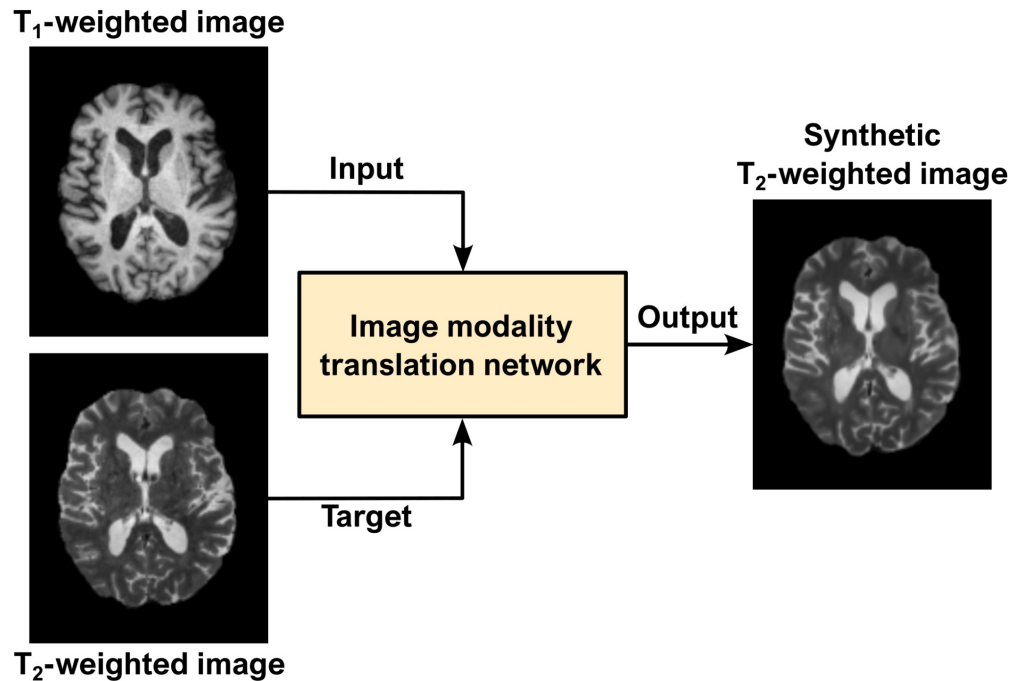 T₁-weighted image
Input
Synthetic
T₂-weighted image
Image modality
translation network
Output
Target
T₂-weighted image